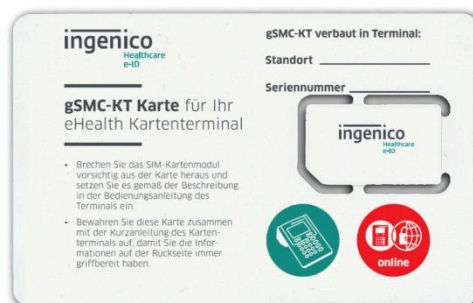 ingenico
Healthcare
e-ID
gSMC-KT Karte für Ihr
eHealth Kartenterminal
• Brechen Sie das SIM-Kartenmodul
vorsichtig aus der Karte heraus und
setzen Sie es gemäß der Beschreibung
in der Bedienungsanleitung des
Terminals ein.
• Bewahren Sie diese Karte zusammen
mit der Kurzanleitung des Karten-
terminals auf, damit Sie die Infor-
mationen auf der Rückseite immer
griffbereit haben.
gSMC-KT verbaut in Terminal:
Standort
Seriennummer
ingenico
Healthcare
e-ID
online